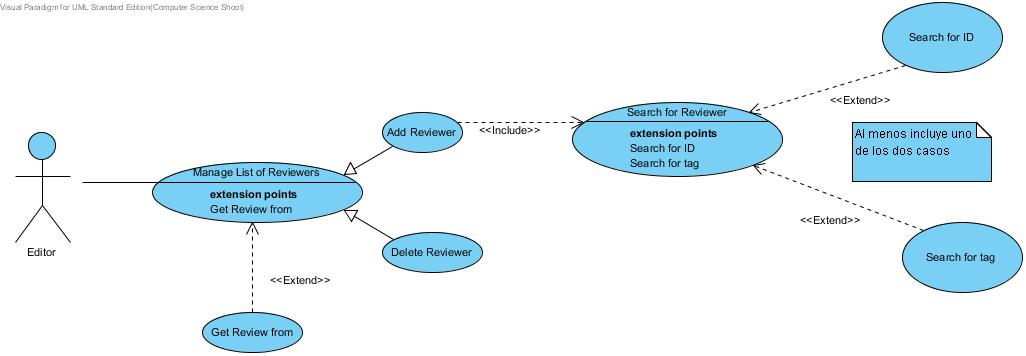 Visual Paradigm for UML Standard Edition(Computer Science Shool)
Search for ID
<<Extend>>
Search for Reviewer
extension points
Search for ID
Search for tag
Add Reviewer
<<Include>>
Al menos incluye uno
de los dos casos
Manage List of Reviewers
extension points
Get Review from
Editor
<<Extend>>
Delete Reviewer
Search for tag
<<Extend>>
Get Review from